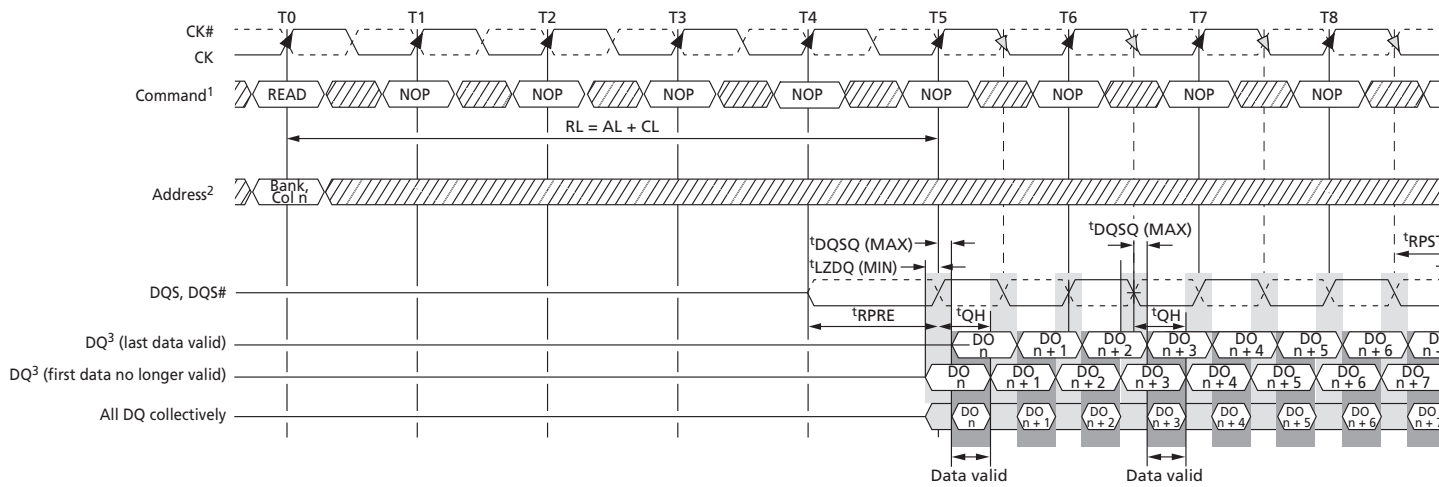 T0 T1 T2 T3 T4 T5 T6 T7 T8
CK#
CK
Command1 READ NOP NOP NOP NOP NOP NOP NOP NOP
RL = AL + CL
Address2 Bank,
Col n
tDQSQ (MAX) tDQSQ (MAX)
tLZDQ (MIN) tRPST
DQS, DQS#
tRPRE tQH tQH
DQ3 (last data valid) DO DO DO DO DO DO DO
n n + 1 n + 2 n + 3 n + 4 n + 5 n + 6
DQ3 (first data no longer valid) DO DO DO DO DO DO DO DO
n n + 1 n + 2 n + 3 n + 4 n + 5 n + 6 n + 7
All DQ collectively DO DO DO DO DO DO DO DO
n n + 1 n + 2 n + 3 n + 4 n + 5 n + 6 n + 7
Data valid Data valid